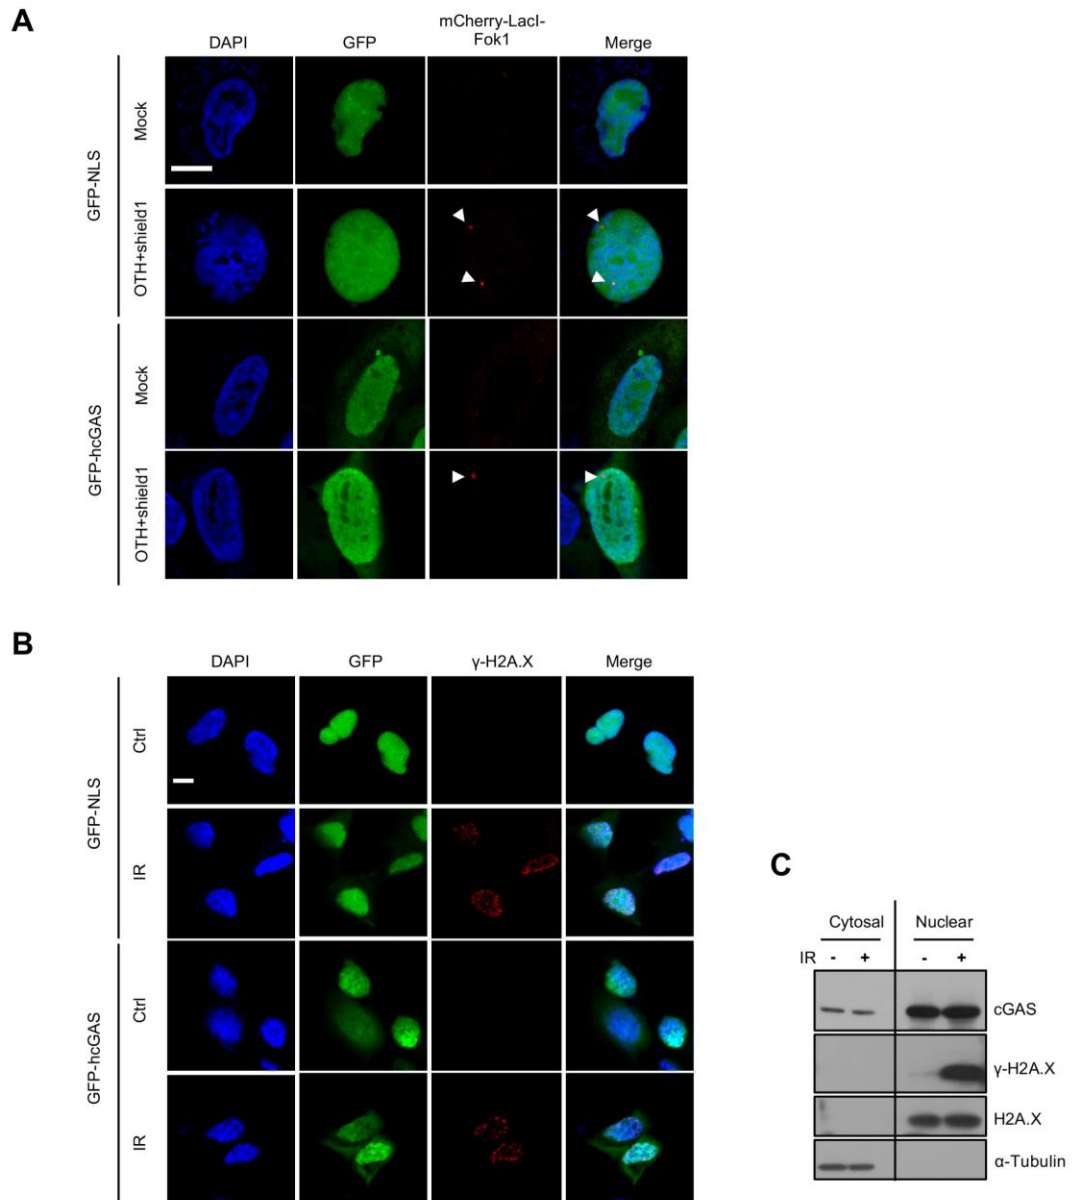 A
DAPI GFP mCherry-LacI-
Fok1 Merge
GFP-NLS
Mock
OTH+shield1
GFP-hcGAS
Mock
OTH+shield1
B
DAPI GFP γ-H2A.X Merge
GFP-NLS
Ctrl
IR
GFP-hcGAS
Ctrl
IR
C
Cytosal Nuclear
IR - + - +
cGAS
γ-H2A.X
H2A.X
α-Tubulin